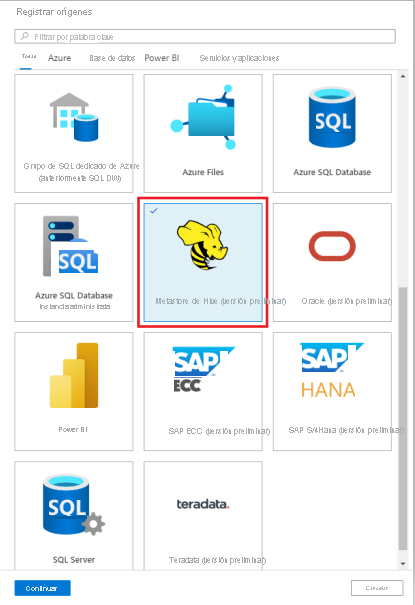 Registrar orígenes
Filtrar por palabra clave
Todas Azure Base de datos Power BI Servicios y aplicaciones
Grupo de SQL dedicado de Azure
(anteriormente SQL DW)
Azure Files
SQL
Azure SQL Database
SQL
Azure SQL Database
Instancia administrada
Metastore de Hive (versión preliminar)
Oracle (versión preliminar)
Power BI
SAP
ECC
SAP ECC (versión preliminar)
SAP
HANA
SAP S/4Hana (versión preliminar)
SQL
SQL Server
teradata.
Teradata (versión preliminar)
Continuar
Cancelar